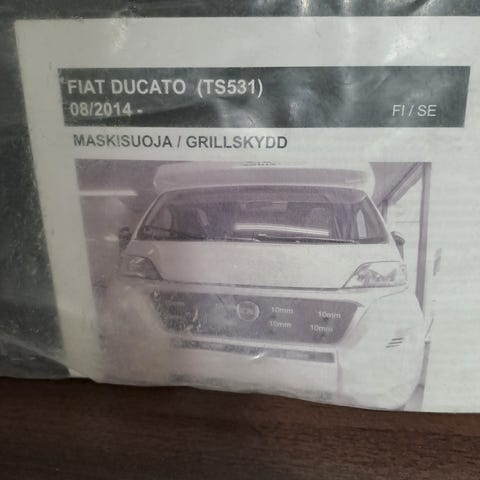 FIAT DUCATO (TS531)
08/2014 -
FI / SE
MASKISUOJA / GRILLSKYDD
10mm
10mm
10mm
10mm